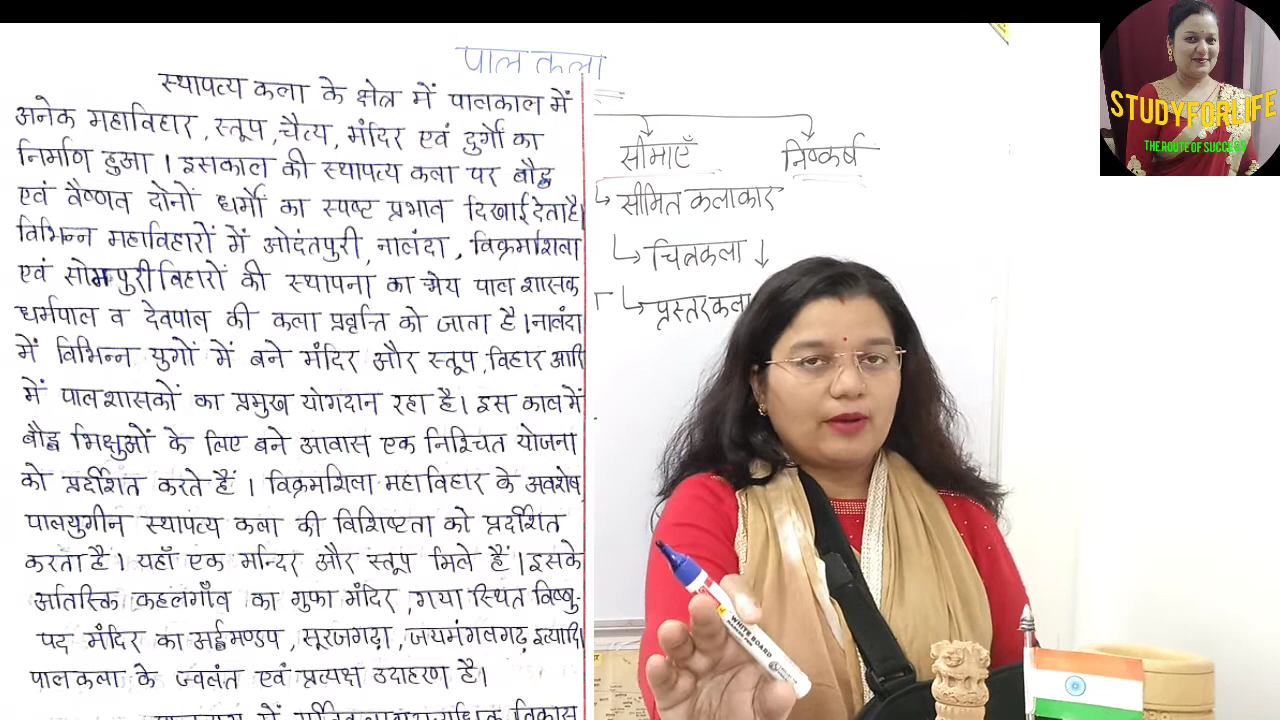 पाल कला
स्थापत्य कला के क्षेत्र में पालकाल में
अनेक महाविहार, स्तूप, चैत्य, मंदिर एवं दुर्गों का
निर्माण हुआ । इसकाल की स्थापत्य कला पर बौद्ध
एवं वैष्णव दोनों धर्मों का स्पष्ट प्रभाव दिखाई देता है।
विभिन्न महाविहारों में ओदंतपुरी, नालंदा, विक्रमशिला
एवं सोमपुरी विहारों की स्थापना का श्रेय पाल शासक
धर्मपाल व देवपाल की कला प्रवृत्ति को जाता है। नालंदा
में विभिन्न युगों में बने मंदिर और स्तूप, विहार आदि
में पालशासकों का प्रमुख योगदान रहा है। इस काल में
बौद्ध भिक्षुओं के लिए बने आवास एक निश्चित योजना
को प्रर्दशित करते हैं । विक्रमशिला महाविहार के अवशेष,
पालयुगीन स्थापत्य कला की विशिष्टता को प्रर्दशित
करता है। यहाँ एक मन्दिर और स्तूप मिले हैं। इसके
अतिरिक्त कहलगाँव का गुफा मंदिर, गया स्थित विष्णु-
पद मंदिर का अर्द्धमण्डप, सूरजगढ़ा, जयमंगलगढ़, इत्यादि
पालकला के ज्वलंत एवं प्रत्यक्ष उदाहरण है।
सीमाएँ
निष्कर्ष
सीमित कलाकार
चित्रकला ↓
प्रस्तरकला
STUDYFORLIFE
THE ROUTE OF SUCCESS
WHITE BOARD